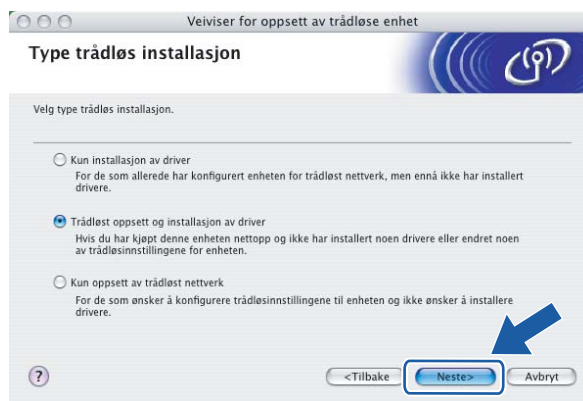 Veiviser for oppsett av trådløse enhet
Type trådløs installasjon
Velg type trådløs installasjon.
Kun installasjon av driver
For de som allerede har konfigurert enheten for trådløst nettverk, men ennå ikke har installert
drivere.
Trådløst oppsett og installasjon av driver
Hvis du har kjøpt denne enheten nettopp og ikke har installert noen drivere eller endret noen
av trådløsinnstillingene for enheten.
Kun oppsett av trådløst nettverk
For de som ønsker å konfigurere trådløsinnstillingene til enheten og ikke ønsker å installere
drivere.
? <Tilbake Neste> Avbryt